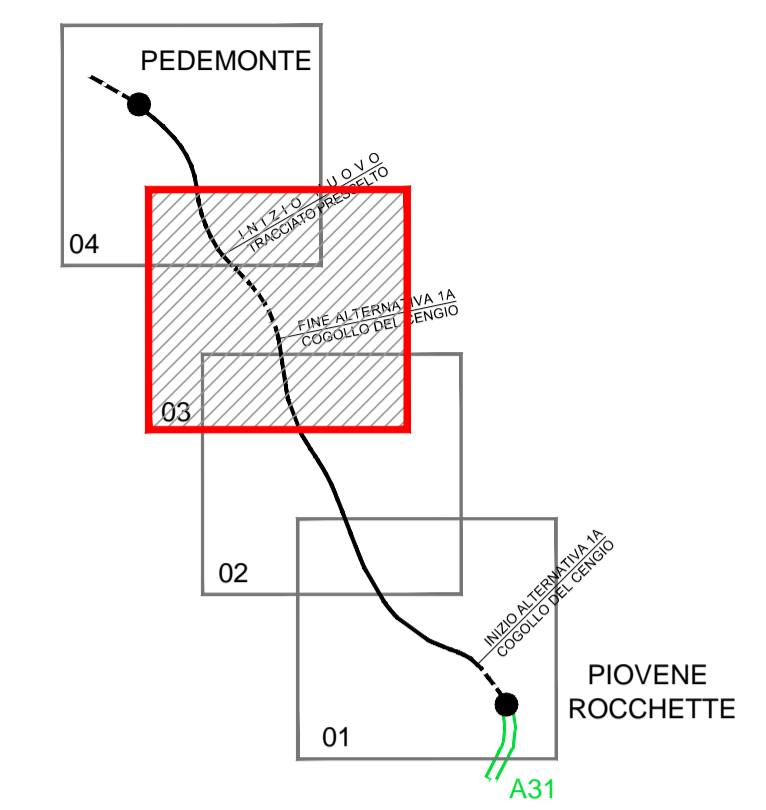 PEDEMONTE
INIZIO NUOVO
TRACCIATO PRESCELTO
04
FINE ALTERNATIVA 1A
COGOLLO DEL CENGIO
03
INIZIO ALTERNATIVA 1A
COGOLLO DEL CENGIO
02
PIOVENE
ROCCHETTE
01
A31